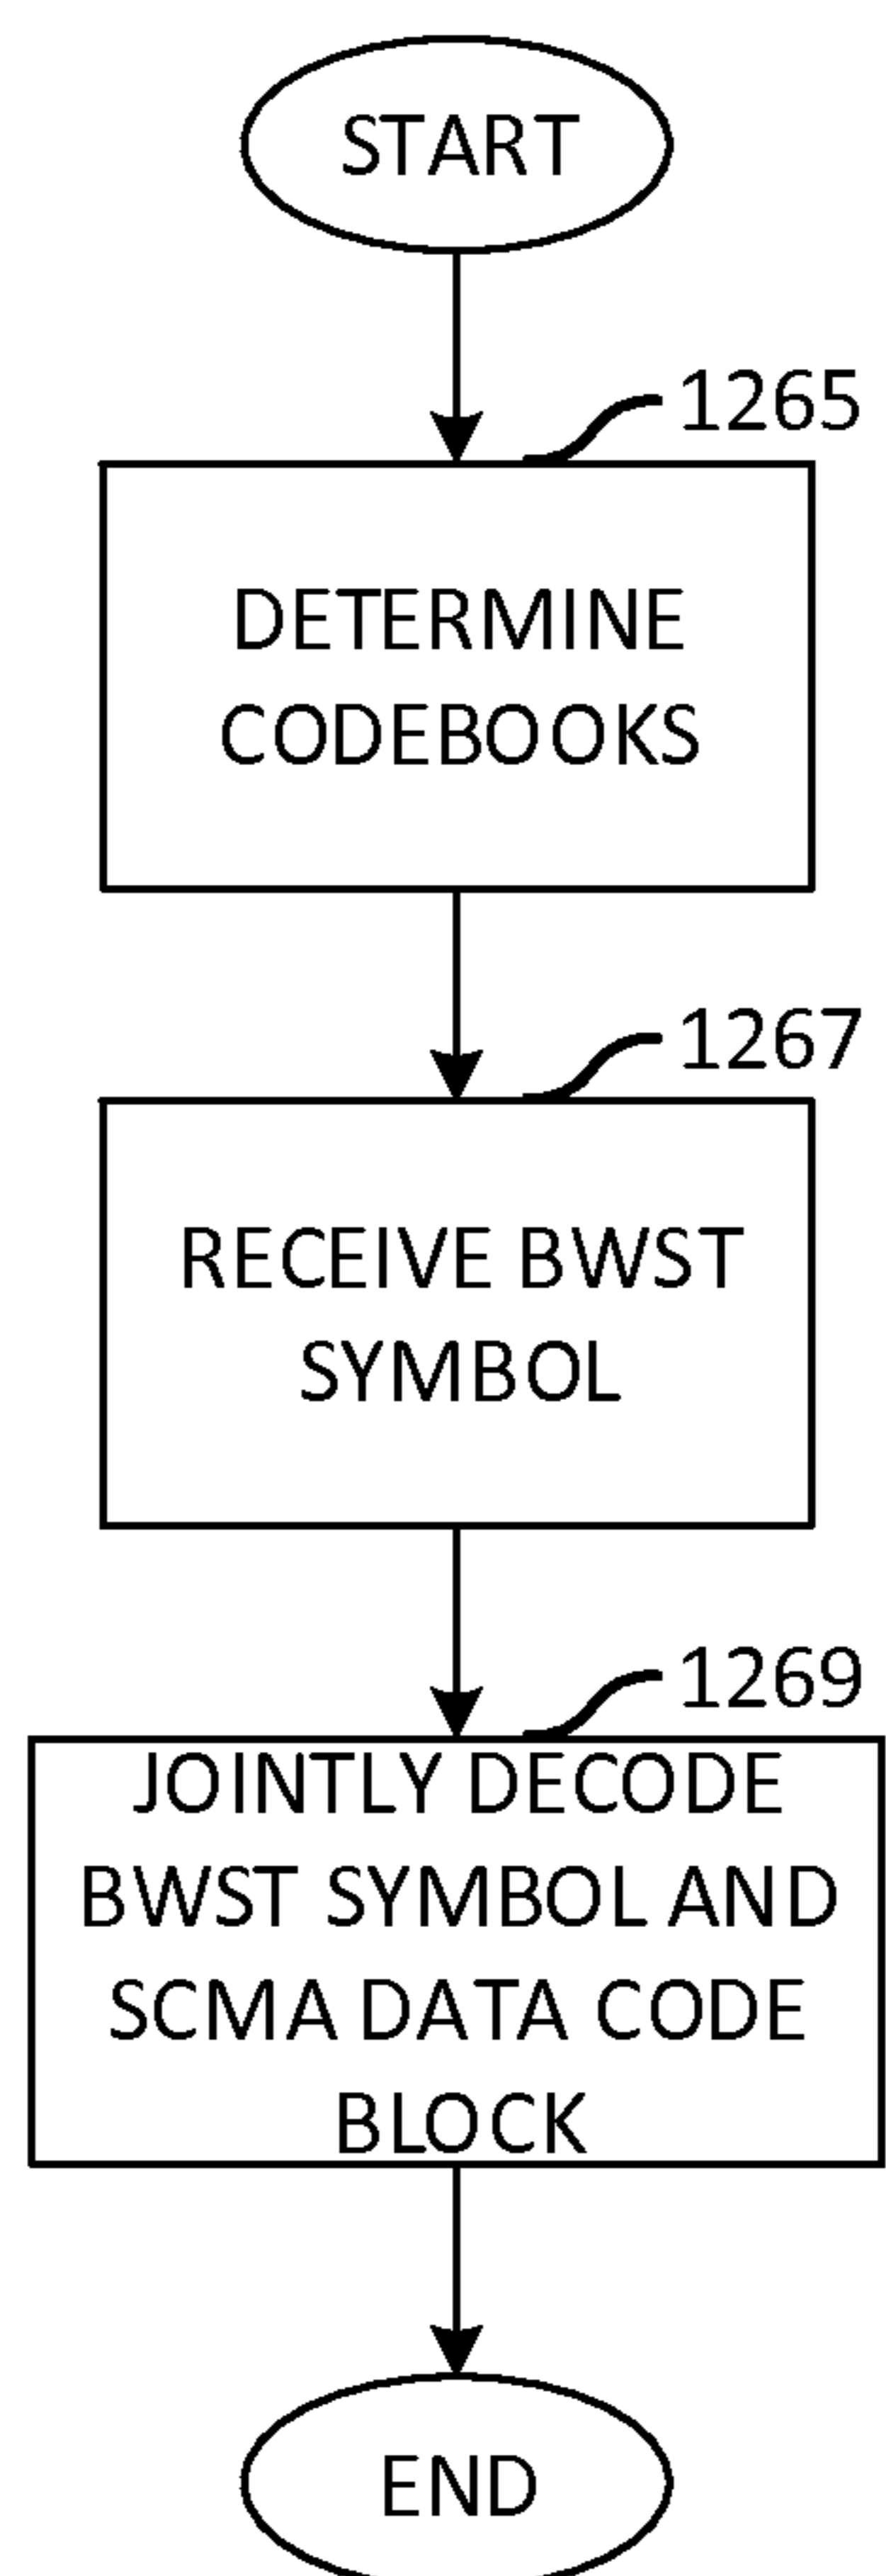 START
1265
DETERMINE
CODEBOOKS
1267
RECEIVE BWST
SYMBOL
1269
JOINTLY DECODE
BWST SYMBOL AND
SCMA DATA CODE
BLOCK
END